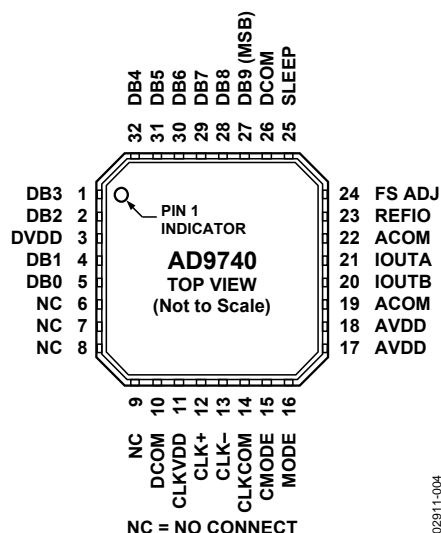 32 DB4
31 DB5
30 DB6
29 DB7
28 DB8
27 DB9 (MSB)
26 DCOM
25 SLEEP
DB3 1
DB2 2
DVDD 3
DB1 4
DB0 5
NC 6
NC 7
NC 8
PIN 1
INDICATOR
AD9740
TOP VIEW
(Not to Scale)
24 FS ADJ
23 REFIO
22 ACOM
21 IOUTA
20 IOUTB
19 ACOM
18 AVDD
17 AVDD
NC 9
DCOM 10
CLKVDD 11
CLK+ 12
CLK– 13
CLKCOM 14
CMODE 15
MODE 16
NC = NO CONNECT
02911-004